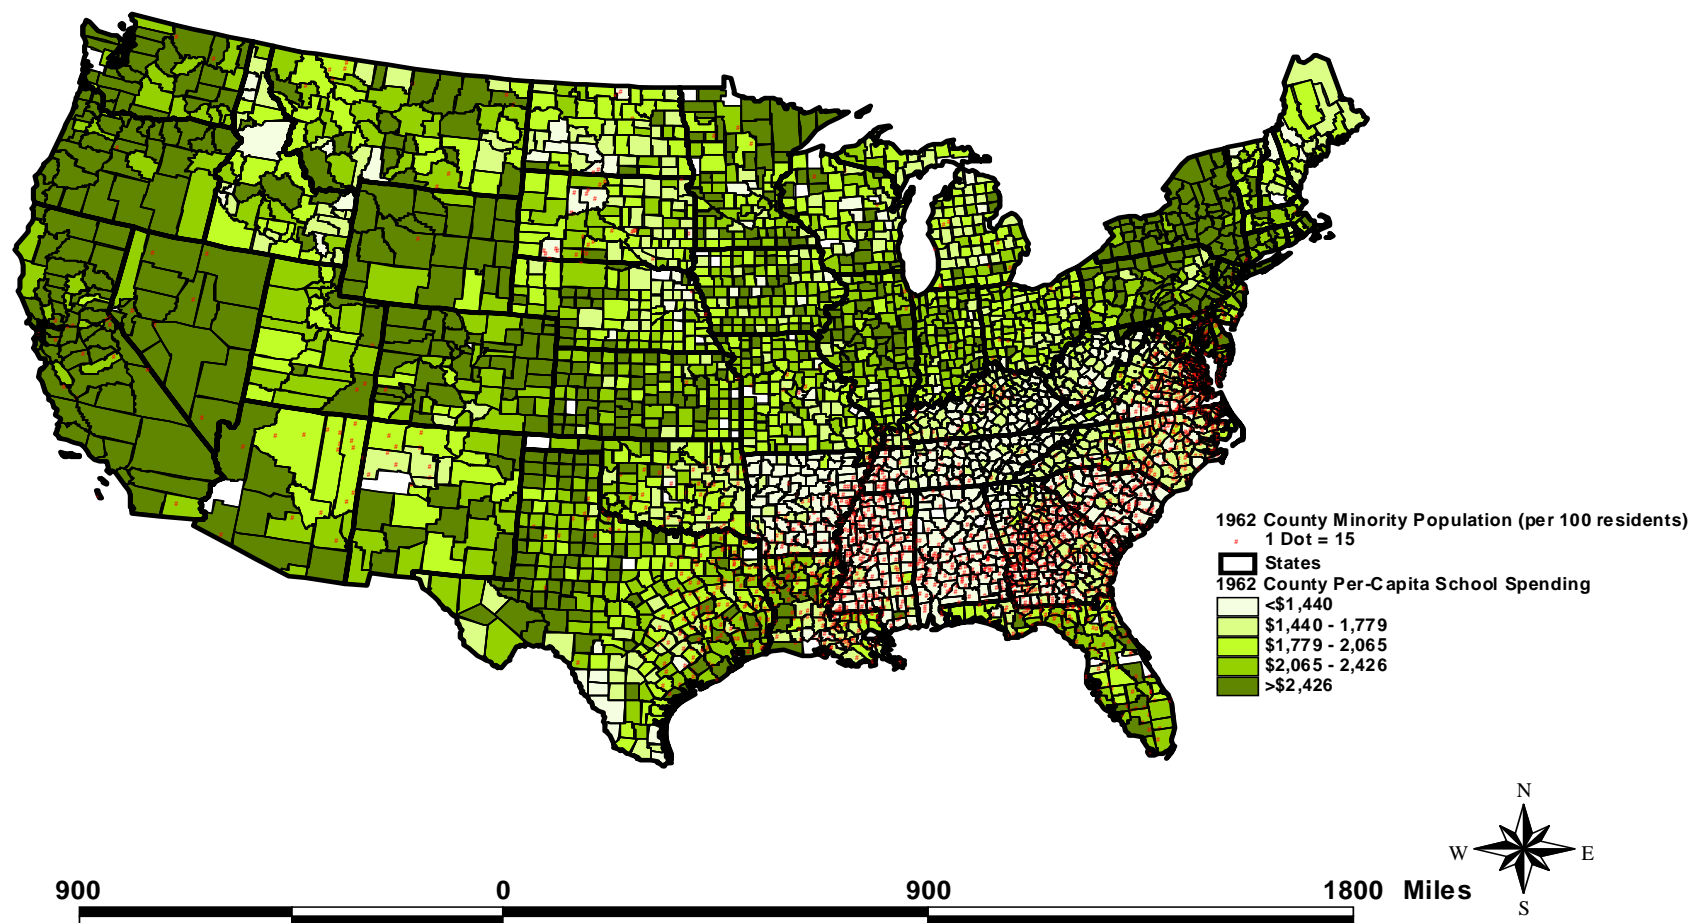 1962 County Minority Population (per 100 residents)
1 Dot = 15
States
1962 County Per-Capita School Spending
<$1,440
$1,440 - 1,779
$1,779 - 2,065
$2,065 - 2,426
>$2,426
N
W E
S
900 0 900 1800 Miles